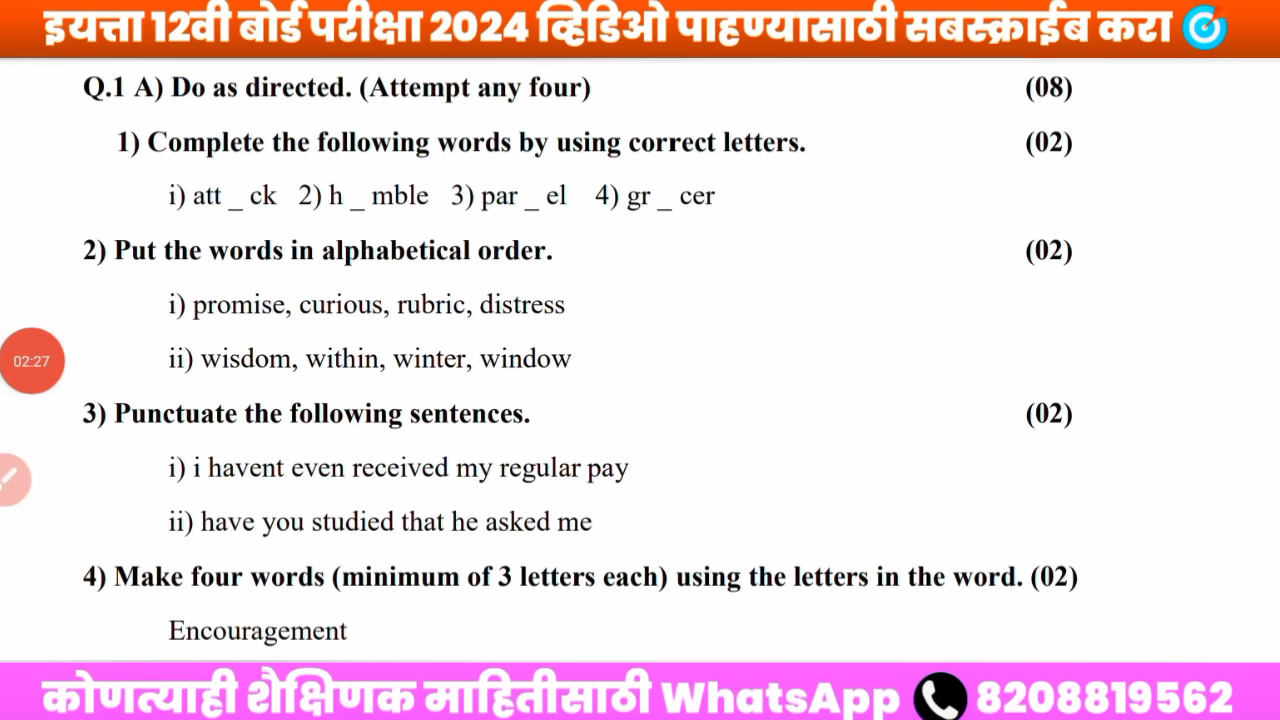 इयत्ता 12वी बोर्ड परीक्षा 2024 व्हिडिओ पाहण्यासाठी सबस्क्राईब करा
Q.1 A) Do as directed. (Attempt any four) (08)
1) Complete the following words by using correct letters. (02)
i) att _ ck 2) h _ mble 3) par _ el 4) gr _ cer
2) Put the words in alphabetical order. (02)
i) promise, curious, rubric, distress
ii) wisdom, within, winter, window
02:27
3) Punctuate the following sentences. (02)
i) i havent even received my regular pay
ii) have you studied that he asked me
4) Make four words (minimum of 3 letters each) using the letters in the word. (02)
Encouragement
कोणत्याही शैक्षिणक माहितीसाठी WhatsApp 8208819562